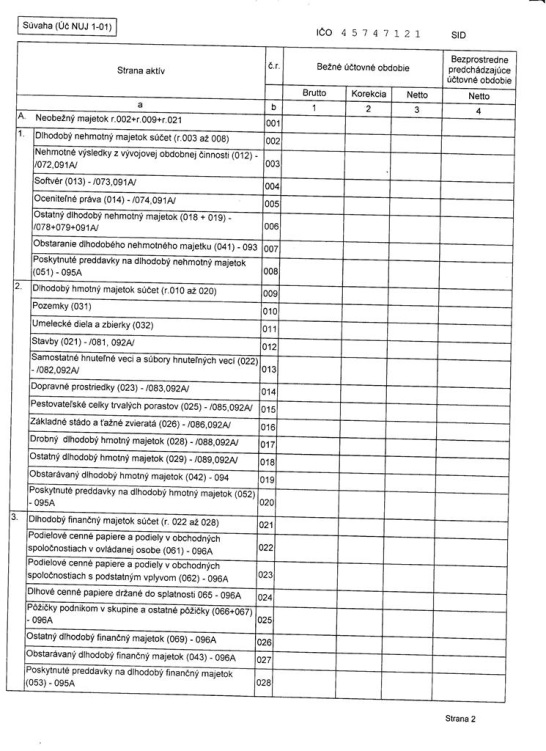 Súvaha (Úč NUJ 1-01)
IČO 4 5 7 4 7 1 2 1 SID
Strana aktív
č.r.
Bežné účtovné obdobie
Bezprostredne
predchádzajúce
účtovné obdobie
Brutto Korekcia Netto Netto
a b 1 2 3 4
A. Neobežný majetok r.002+r.009+r.021 001
1. Dlhodobý nehmotný majetok súčet (r.003 až 008) 002
Nehmotné výsledky z vývojovej obdobnej činnosti (012) -
/072,091A/ 003
Softvér (013) - /073,091A/ 004
Oceniteľné práva (014) - /074,091A/ 005
Ostatný dlhodobý nehmotný majetok (018 + 019) -
/078+079+091A/ 006
Obstaranie dlhodobého nehmotného majetku (041) - 093 007
Poskytnuté preddavky na dlhodobý nehmotný majetok
(051) - 095A 008
2. Dlhodobý hmotný majetok súčet (r.010 až 020) 009
Pozemky (031) 010
Umelecké diela a zbierky (032) 011
Stavby (021) - /081, 092A/ 012
Samostatné hnuteľné veci a súbory hnuteľných vecí (022)
- /082,092A/ 013
Dopravné prostriedky (023) - /083,092A/ 014
Pestovateľské celky trvalých porastov (025) - /085,092A/ 015
Základné stádo a ťažné zvieratá (026) - /086,092A/ 016
Drobný dlhodobý hmotný majetok (028) - /088,092A/ 017
Ostatný dlhodobý hmotný majetok (029) - /089,092A/ 018
Obstarávaný dlhodobý hmotný majetok (042) - 094 019
Poskytnuté preddavky na dlhodobý hmotný majetok (052)
- 095A 020
3. Dlhodobý finančný majetok súčet (r. 022 až 028) 021
Podielové cenné papiere a podiely v obchodných
spoločnostiach v ovládanej osobe (061) - 096A 022
Podielové cenné papiere a podiely v obchodných
spoločnostiach s podstatným vplyvom (062) - 096A 023
Dlhové cenné papiere držané do splatnosti 065 - 096A 024
Pôžičky podnikom v skupine a ostatné pôžičky (066+067)
- 096A 025
Ostatný dlhodobý finančný majetok (069) - 096A 026
Obstarávaný dlhodobý finančný majetok (043) - 096A 027
Poskytnuté preddavky na dlhodobý finančný majetok
(053) - 095A 028
Strana 2